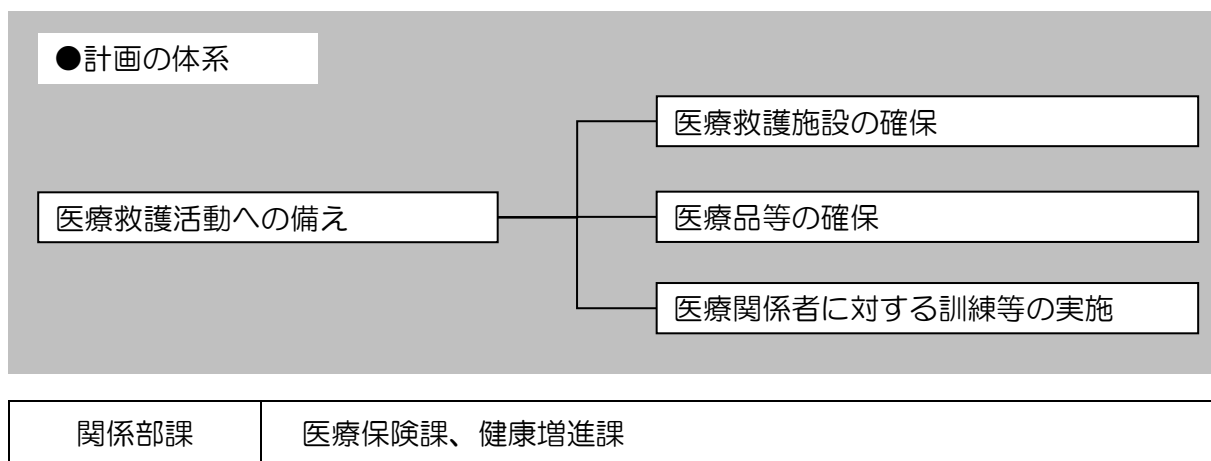 ●計画の体系
医療救護施設の確保
医療救護活動への備え
医療品等の確保
医療関係者に対する訓練等の実施
関係部課
医療保険課、健康増進課